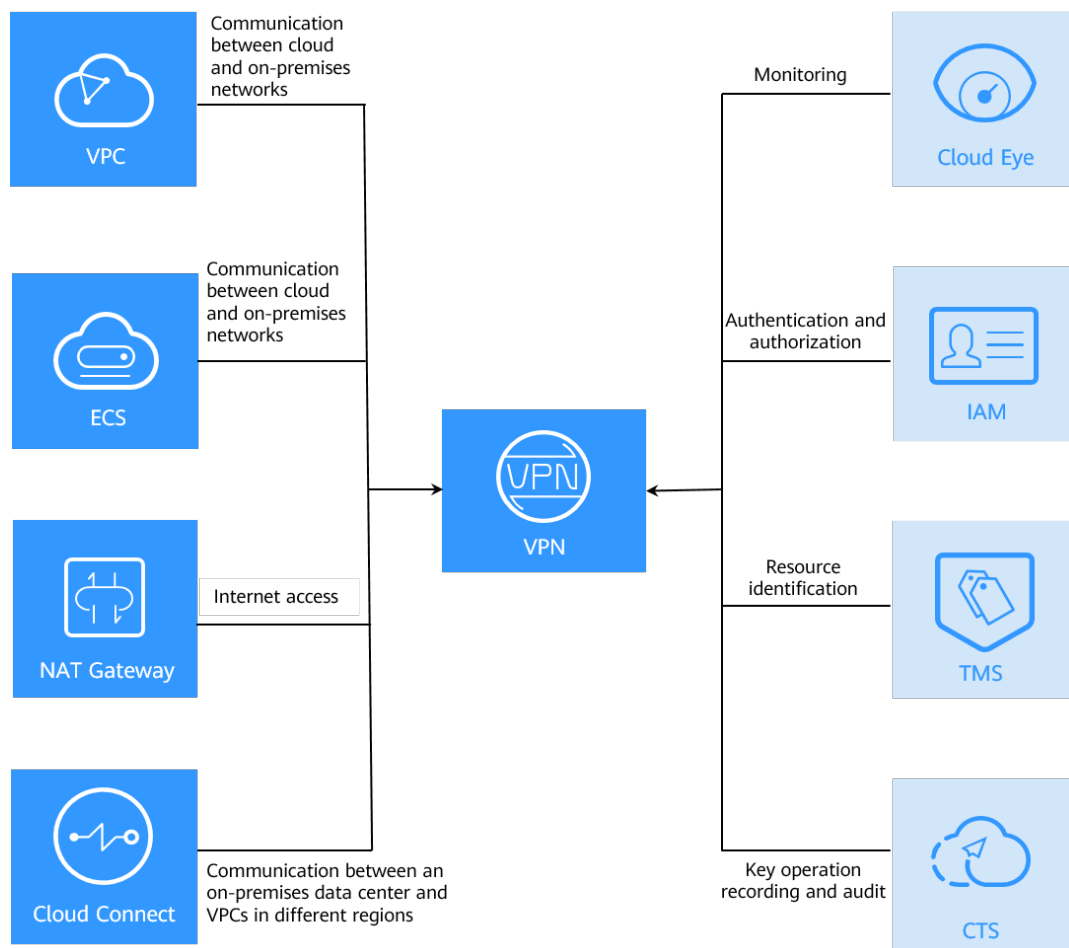 Communication
between cloud
and on-premises
networks
VPC
Communication
between cloud
and on-premises
networks
ECS
Internet access
NAT Gateway
Cloud Connect
Communication between an
on-premises data center and
VPCs in different regions
VPN
VPN
Monitoring
Cloud Eye
Authentication and
authorization
IAM
Resource
identification
TMS
Key operation
recording and audit
CTS